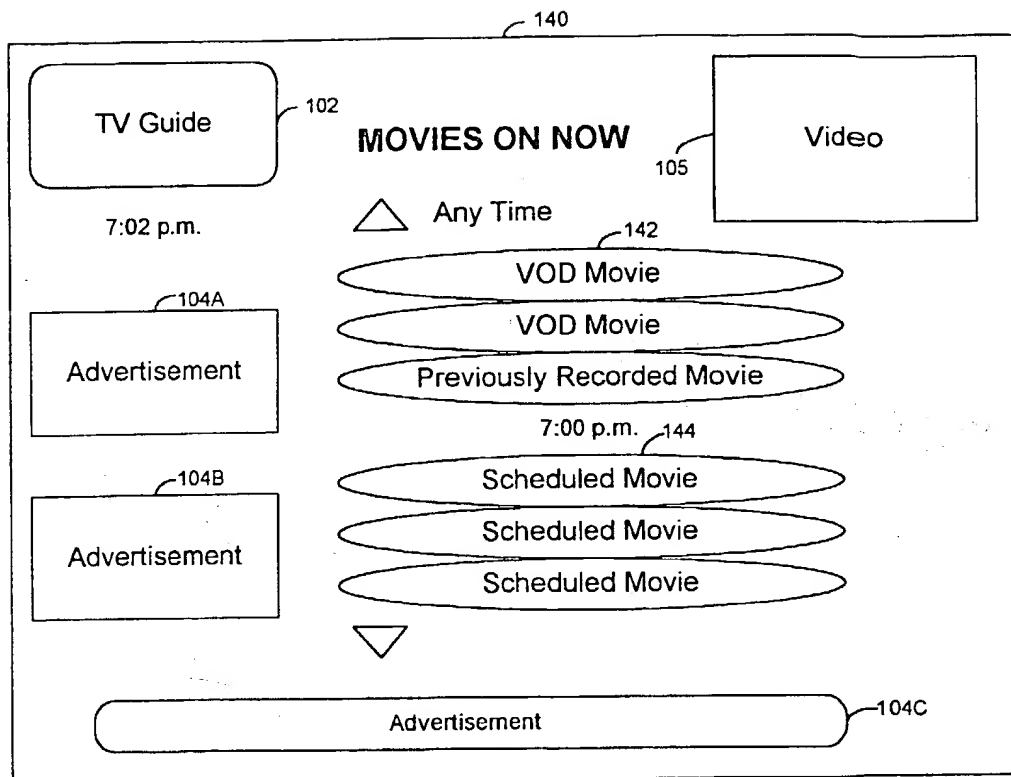 140
TV Guide
102
MOVIES ON NOW
Video
105
7:02 p.m.
Any Time
142
VOD Movie
VOD Movie
Previously Recorded Movie
104A
Advertisement
7:00 p.m.
144
Scheduled Movie
Scheduled Movie
Scheduled Movie
104B
Advertisement
Advertisement
104C